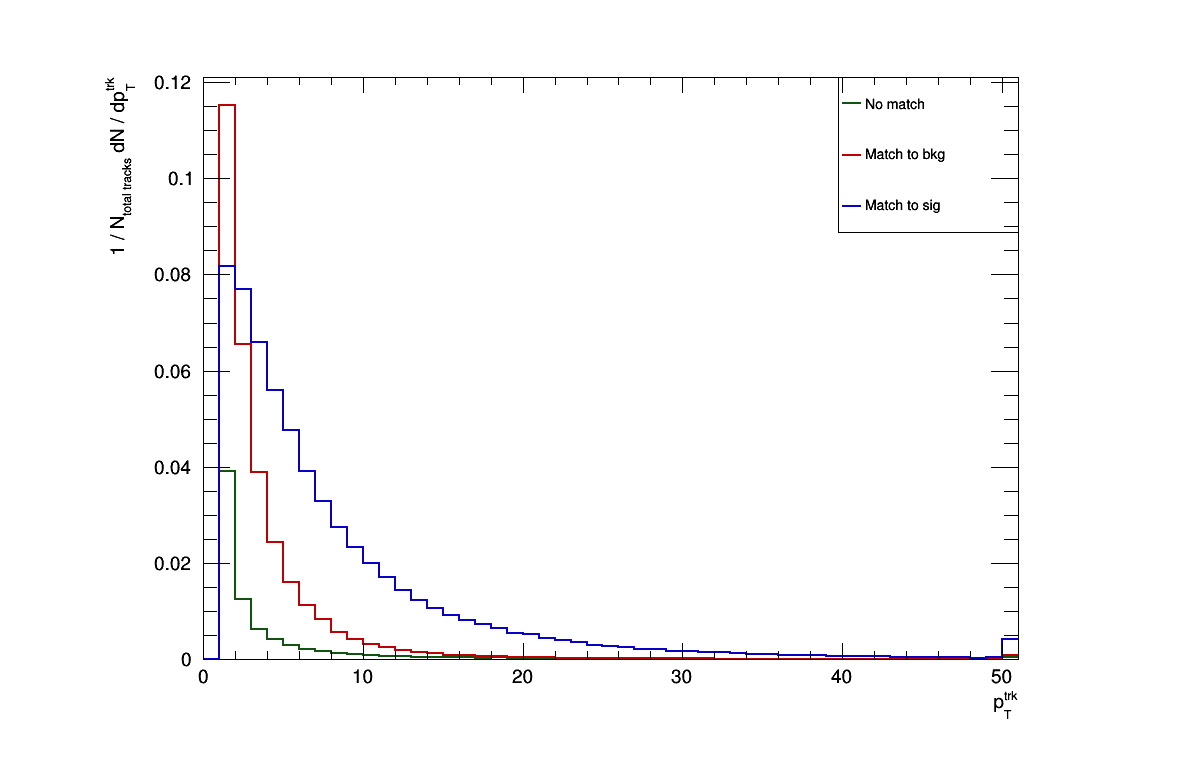 1 / N_total tracks dN / dp_T^trk
0.12
0.1
0.08
0.06
0.04
0.02
0
No match
Match to bkg
Match to sig
0 10 20 30 40 50
p_T^trk